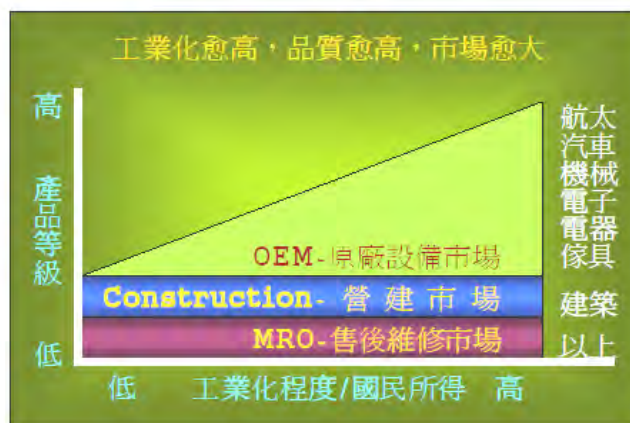 工業化愈高，品質愈高，市場愈大
高
產品等級
低
OEM-原廠設備市場
Construction-營建市場
MRO-售後維修市場
航太
汽車
機械
電子
電器
傢具
建築
以上
低 工業化程度/國民所得 高